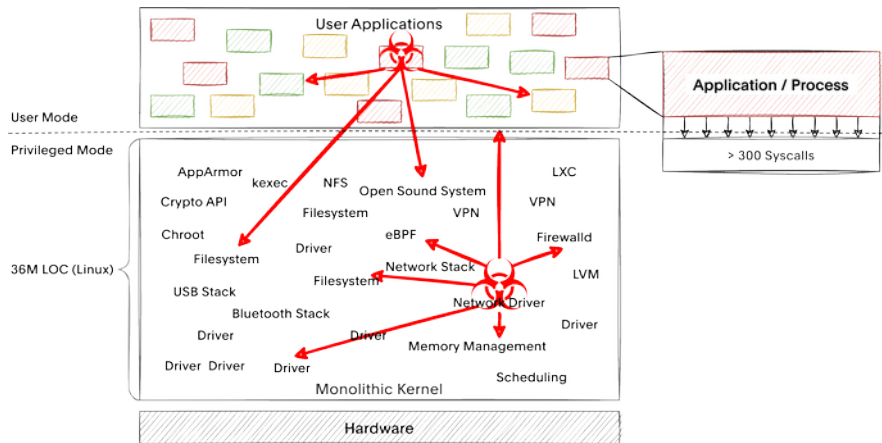 User Applications
Application / Process
User Mode
Privileged Mode
> 300 Syscalls
AppArmor
kexec
NFS
Open Sound System
LXC
Crypto API
Filesystem
VPN
VPN
Chroot
Driver
eBPF
Firewalld
Filesystem
36M LOC (Linux)
Filesystem
Network Stack
LVM
USB Stack
Network Driver
Bluetooth Stack
Driver
Driver
Driver
Memory Management
Driver
Driver
Driver
Scheduling
Monolithic Kernel
Hardware